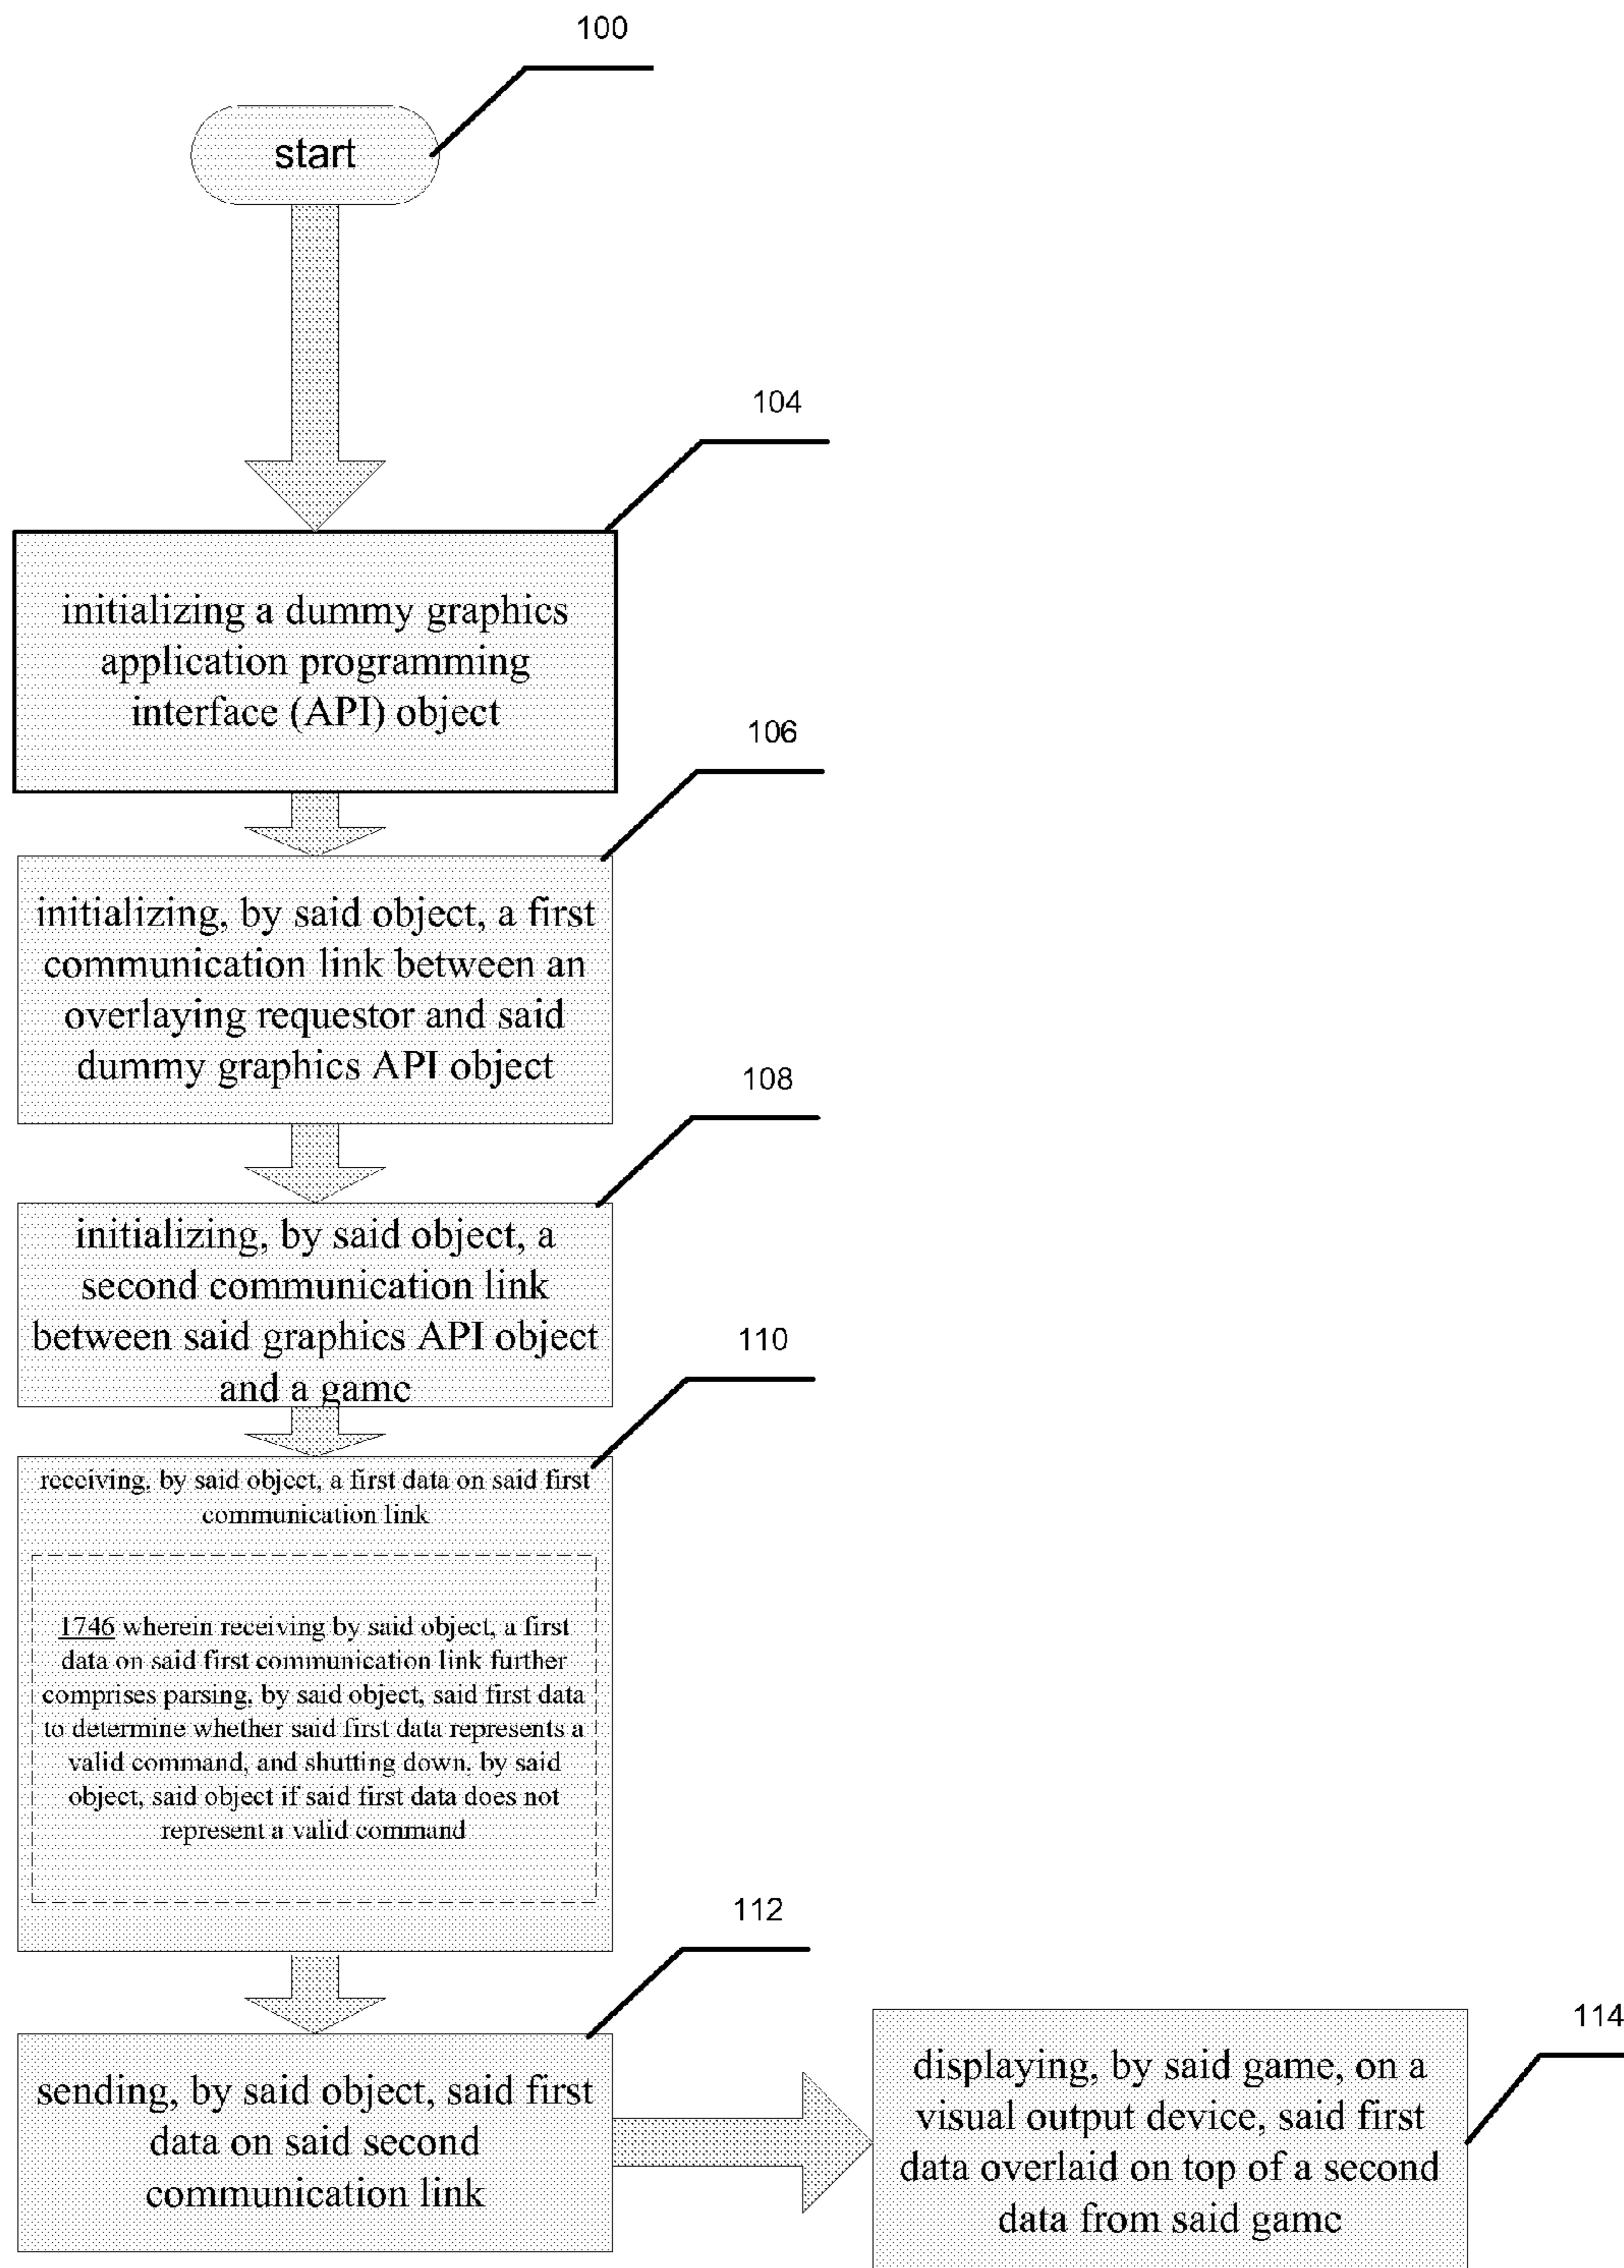 100
start
104
initializing a dummy graphics
application programming
interface (API) object
106
initializing, by said object, a first
communication link between an
overlaying requestor and said
dummy graphics API object
108
initializing, by said object, a
second communication link
between said graphics API object
and a game
110
receiving, by said object, a first data on said first
communication link
1746 wherein receiving by said object, a first
data on said first communication link further
comprises parsing, by said object, said first data
to determine whether said first data represents a
valid command, and shutting down, by said
object, said object if said first data does not
represent a valid command
112
sending, by said object, said first
data on said second
communication link
114
displaying, by said game, on a
visual output device, said first
data overlaid on top of a second
data from said game